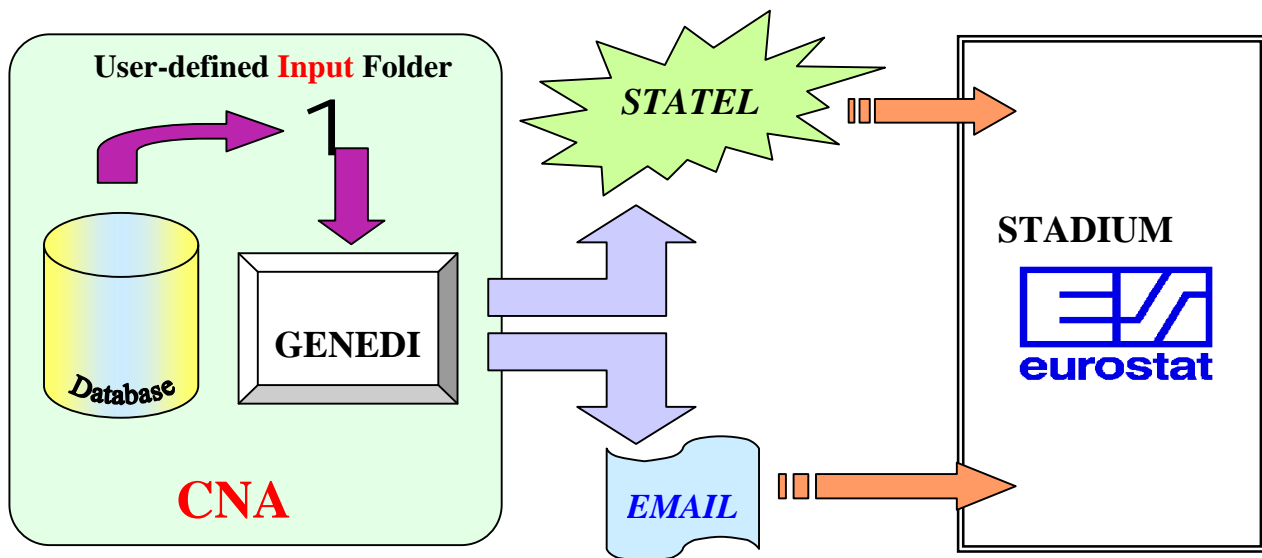 User-defined Input Folder
STATEL
STADIUM
GENEDI
eurostat
Database
CNA
EMAIL